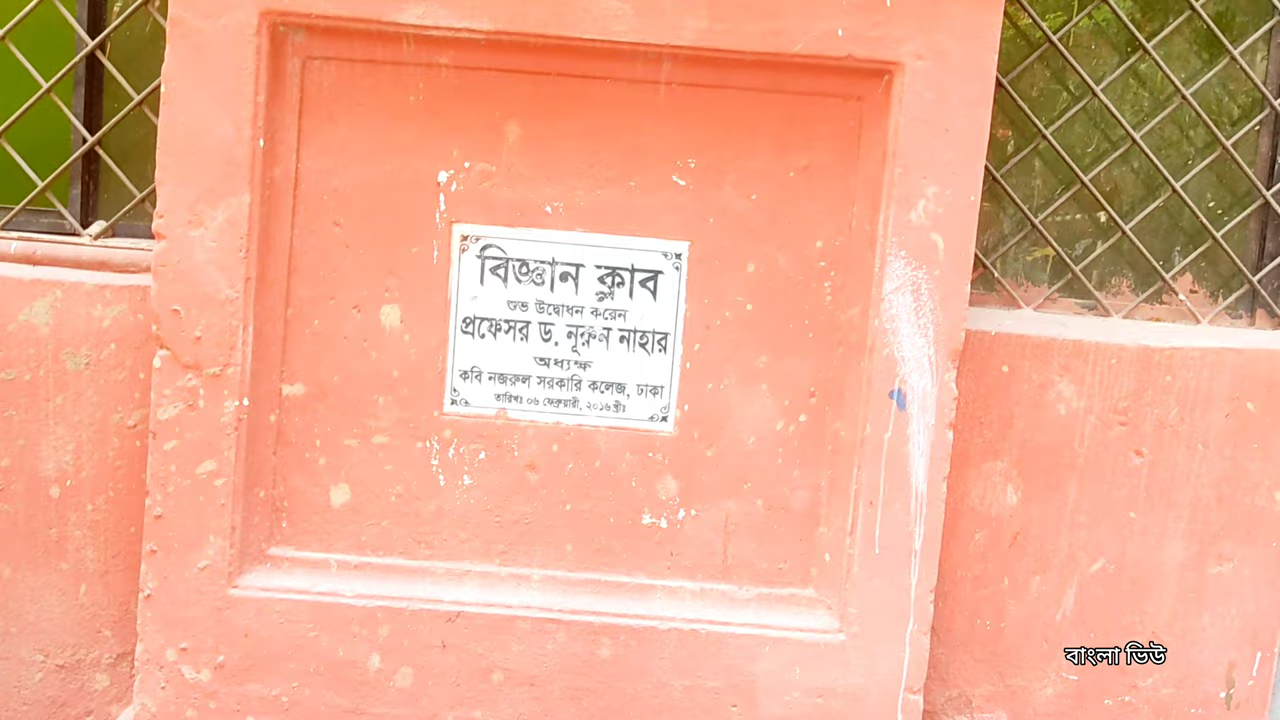 বিজ্ঞান ক্লাব
শুভ উদ্বোধন করেন
প্রফেসর ড. নূরুন নাহার
অধ্যক্ষ
কবি নজরুল সরকারি কলেজ, ঢাকা
তারিখঃ ০৬ ফেব্রুয়ারী, ২০১৬ খ্রীঃ
বাংলা ভিউ